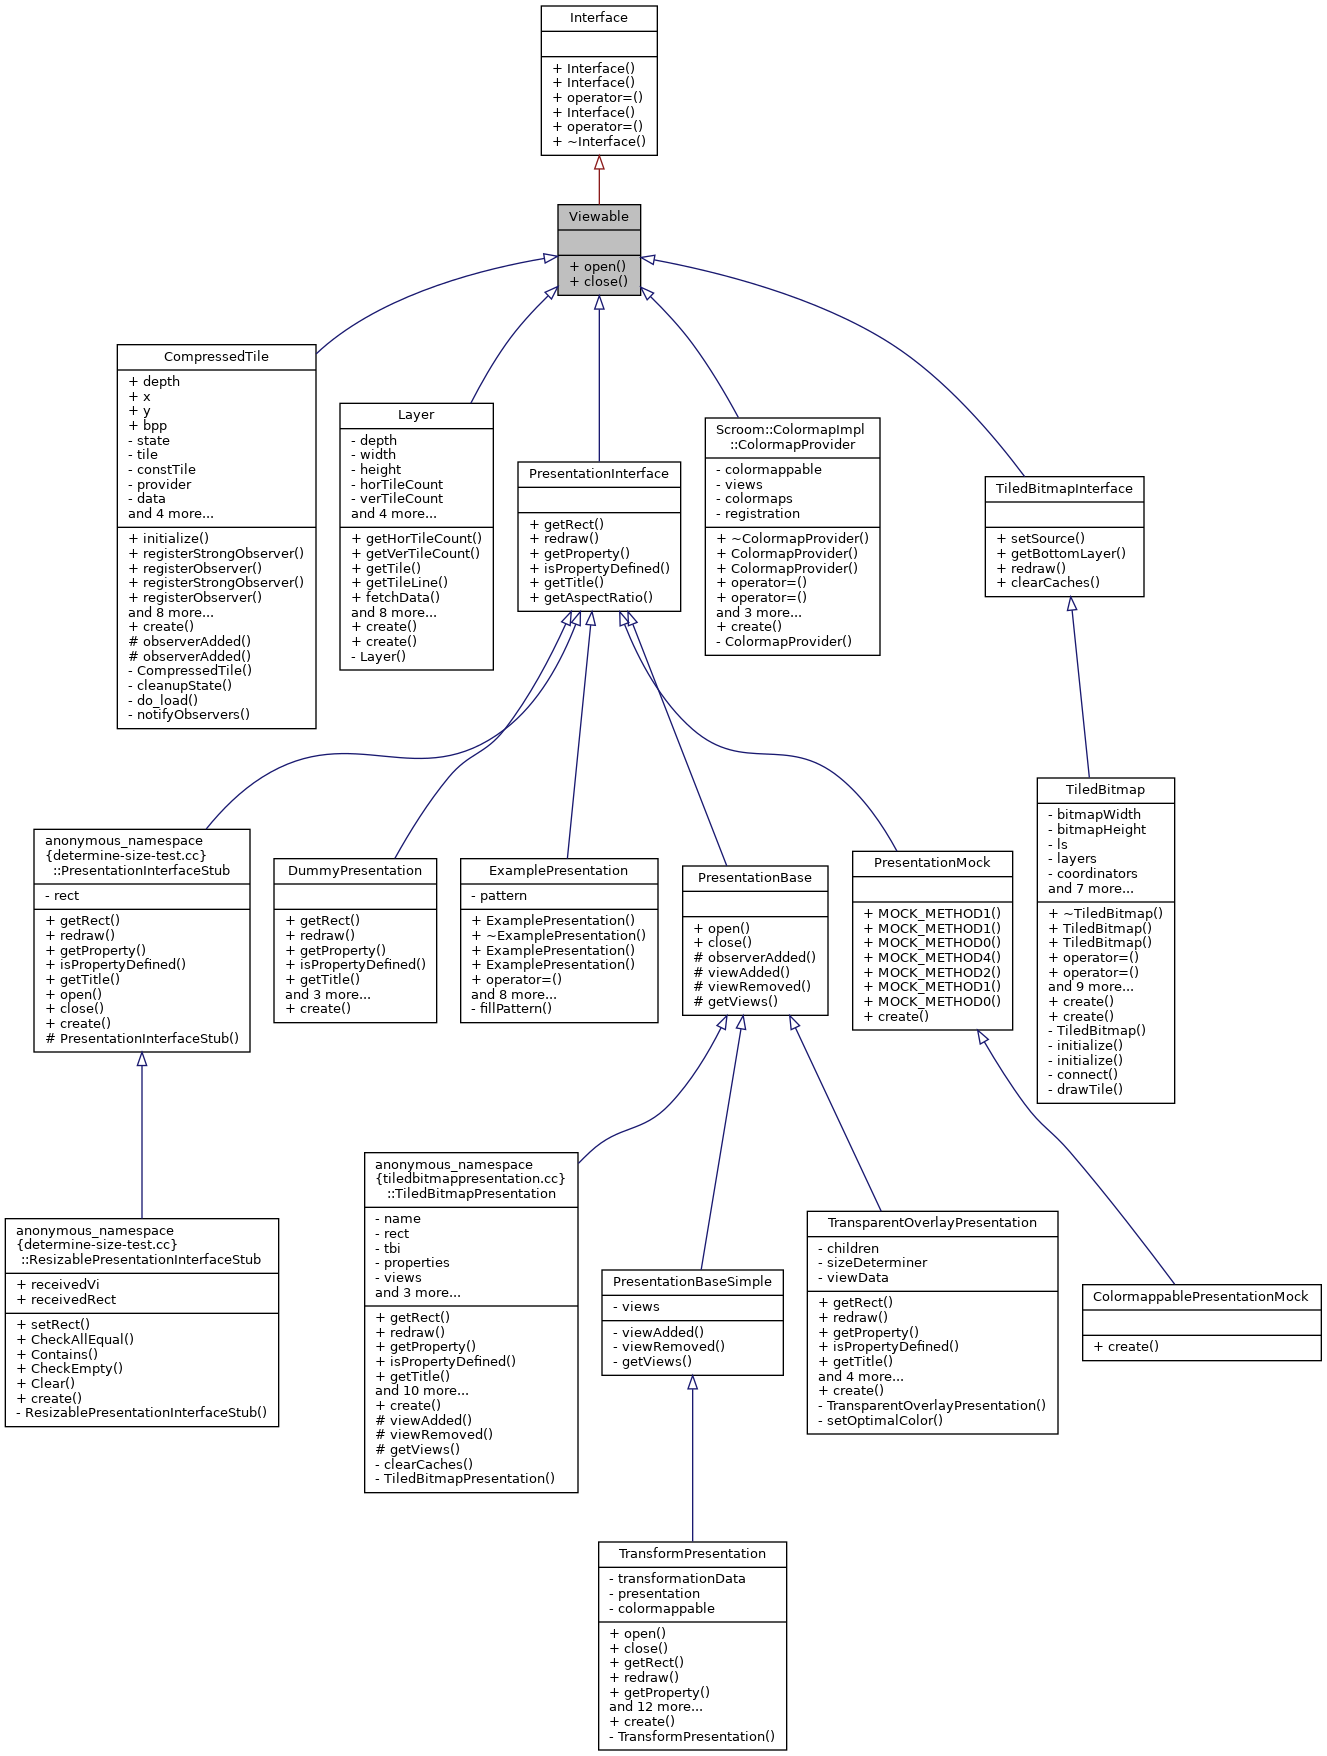 Interface
+ Interface()
+ Interface()
+ operator=()
+ Interface()
+ operator=()
+ ~Interface()
Viewable
+ open()
+ close()
CompressedTile
+ depth
+ x
+ y
+ bpp
- state
- tile
- constTile
- provider
- data
and 4 more...
+ initialize()
+ registerStrongObserver()
+ registerObserver()
+ registerStrongObserver()
+ registerObserver()
and 8 more...
+ create()
# observerAdded()
# observerAdded()
- CompressedTile()
- cleanupState()
- do_load()
- notifyObservers()
Layer
- depth
- width
- height
- horTileCount
- verTileCount
and 4 more...
+ getHorTileCount()
+ getVerTileCount()
+ getTile()
+ getTileLine()
+ fetchData()
and 8 more...
+ create()
+ create()
- Layer()
PresentationInterface
+ getRect()
+ redraw()
+ getProperty()
+ isPropertyDefined()
+ getTitle()
+ getAspectRatio()
Scroom::ColormapImpl
::ColormapProvider
- colormappable
- views
- colormaps
- registration
+ ~ColormapProvider()
+ ColormapProvider()
+ ColormapProvider()
+ operator=()
+ operator=()
and 3 more...
+ create()
- ColormapProvider()
TiledBitmapInterface
+ setSource()
+ getBottomLayer()
+ redraw()
+ clearCaches()
anonymous_namespace
{determine-size-test.cc}
::PresentationInterfaceStub
- rect
+ getRect()
+ redraw()
+ getProperty()
+ isPropertyDefined()
+ getTitle()
+ open()
+ close()
+ create()
# PresentationInterfaceStub()
DummyPresentation
+ getRect()
+ redraw()
+ getProperty()
+ isPropertyDefined()
+ getTitle()
and 3 more...
+ create()
ExamplePresentation
- pattern
+ ExamplePresentation()
+ ~ExamplePresentation()
+ ExamplePresentation()
+ ExamplePresentation()
+ operator=()
and 8 more...
- fillPattern()
PresentationBase
+ open()
+ close()
# observerAdded()
# viewAdded()
# viewRemoved()
# getViews()
PresentationMock
+ MOCK_METHOD1()
+ MOCK_METHOD1()
+ MOCK_METHOD0()
+ MOCK_METHOD4()
+ MOCK_METHOD2()
+ MOCK_METHOD1()
+ MOCK_METHOD0()
+ create()
TiledBitmap
- bitmapWidth
- bitmapHeight
- ls
- layers
- coordinators
and 7 more...
+ ~TiledBitmap()
+ TiledBitmap()
+ TiledBitmap()
+ operator=()
+ operator=()
and 9 more...
+ create()
+ create()
- TiledBitmap()
- initialize()
- initialize()
- connect()
- drawTile()
anonymous_namespace
{determine-size-test.cc}
::ResizablePresentationInterfaceStub
+ receivedVi
+ receivedRect
+ setRect()
+ CheckAllEqual()
+ Contains()
+ CheckEmpty()
+ Clear()
+ create()
- ResizablePresentationInterfaceStub()
anonymous_namespace
{tiledbitmappresentation.cc}
::TiledBitmapPresentation
- name
- rect
- tbi
- properties
- views
and 3 more...
+ getRect()
+ redraw()
+ getProperty()
+ isPropertyDefined()
+ getTitle()
and 10 more...
+ create()
# viewAdded()
# viewRemoved()
# getViews()
- clearCaches()
- TiledBitmapPresentation()
PresentationBaseSimple
- views
- viewAdded()
- viewRemoved()
- getViews()
TransparentOverlayPresentation
- children
- sizeDeterminer
- viewData
+ getRect()
+ redraw()
+ getProperty()
+ isPropertyDefined()
+ getTitle()
and 4 more...
+ create()
- TransparentOverlayPresentation()
- setOptimalColor()
ColormappablePresentationMock
+ create()
TransformPresentation
- transformationData
- presentation
- colormappable
+ open()
+ close()
+ getRect()
+ redraw()
+ getProperty()
and 12 more...
+ create()
- TransformPresentation()